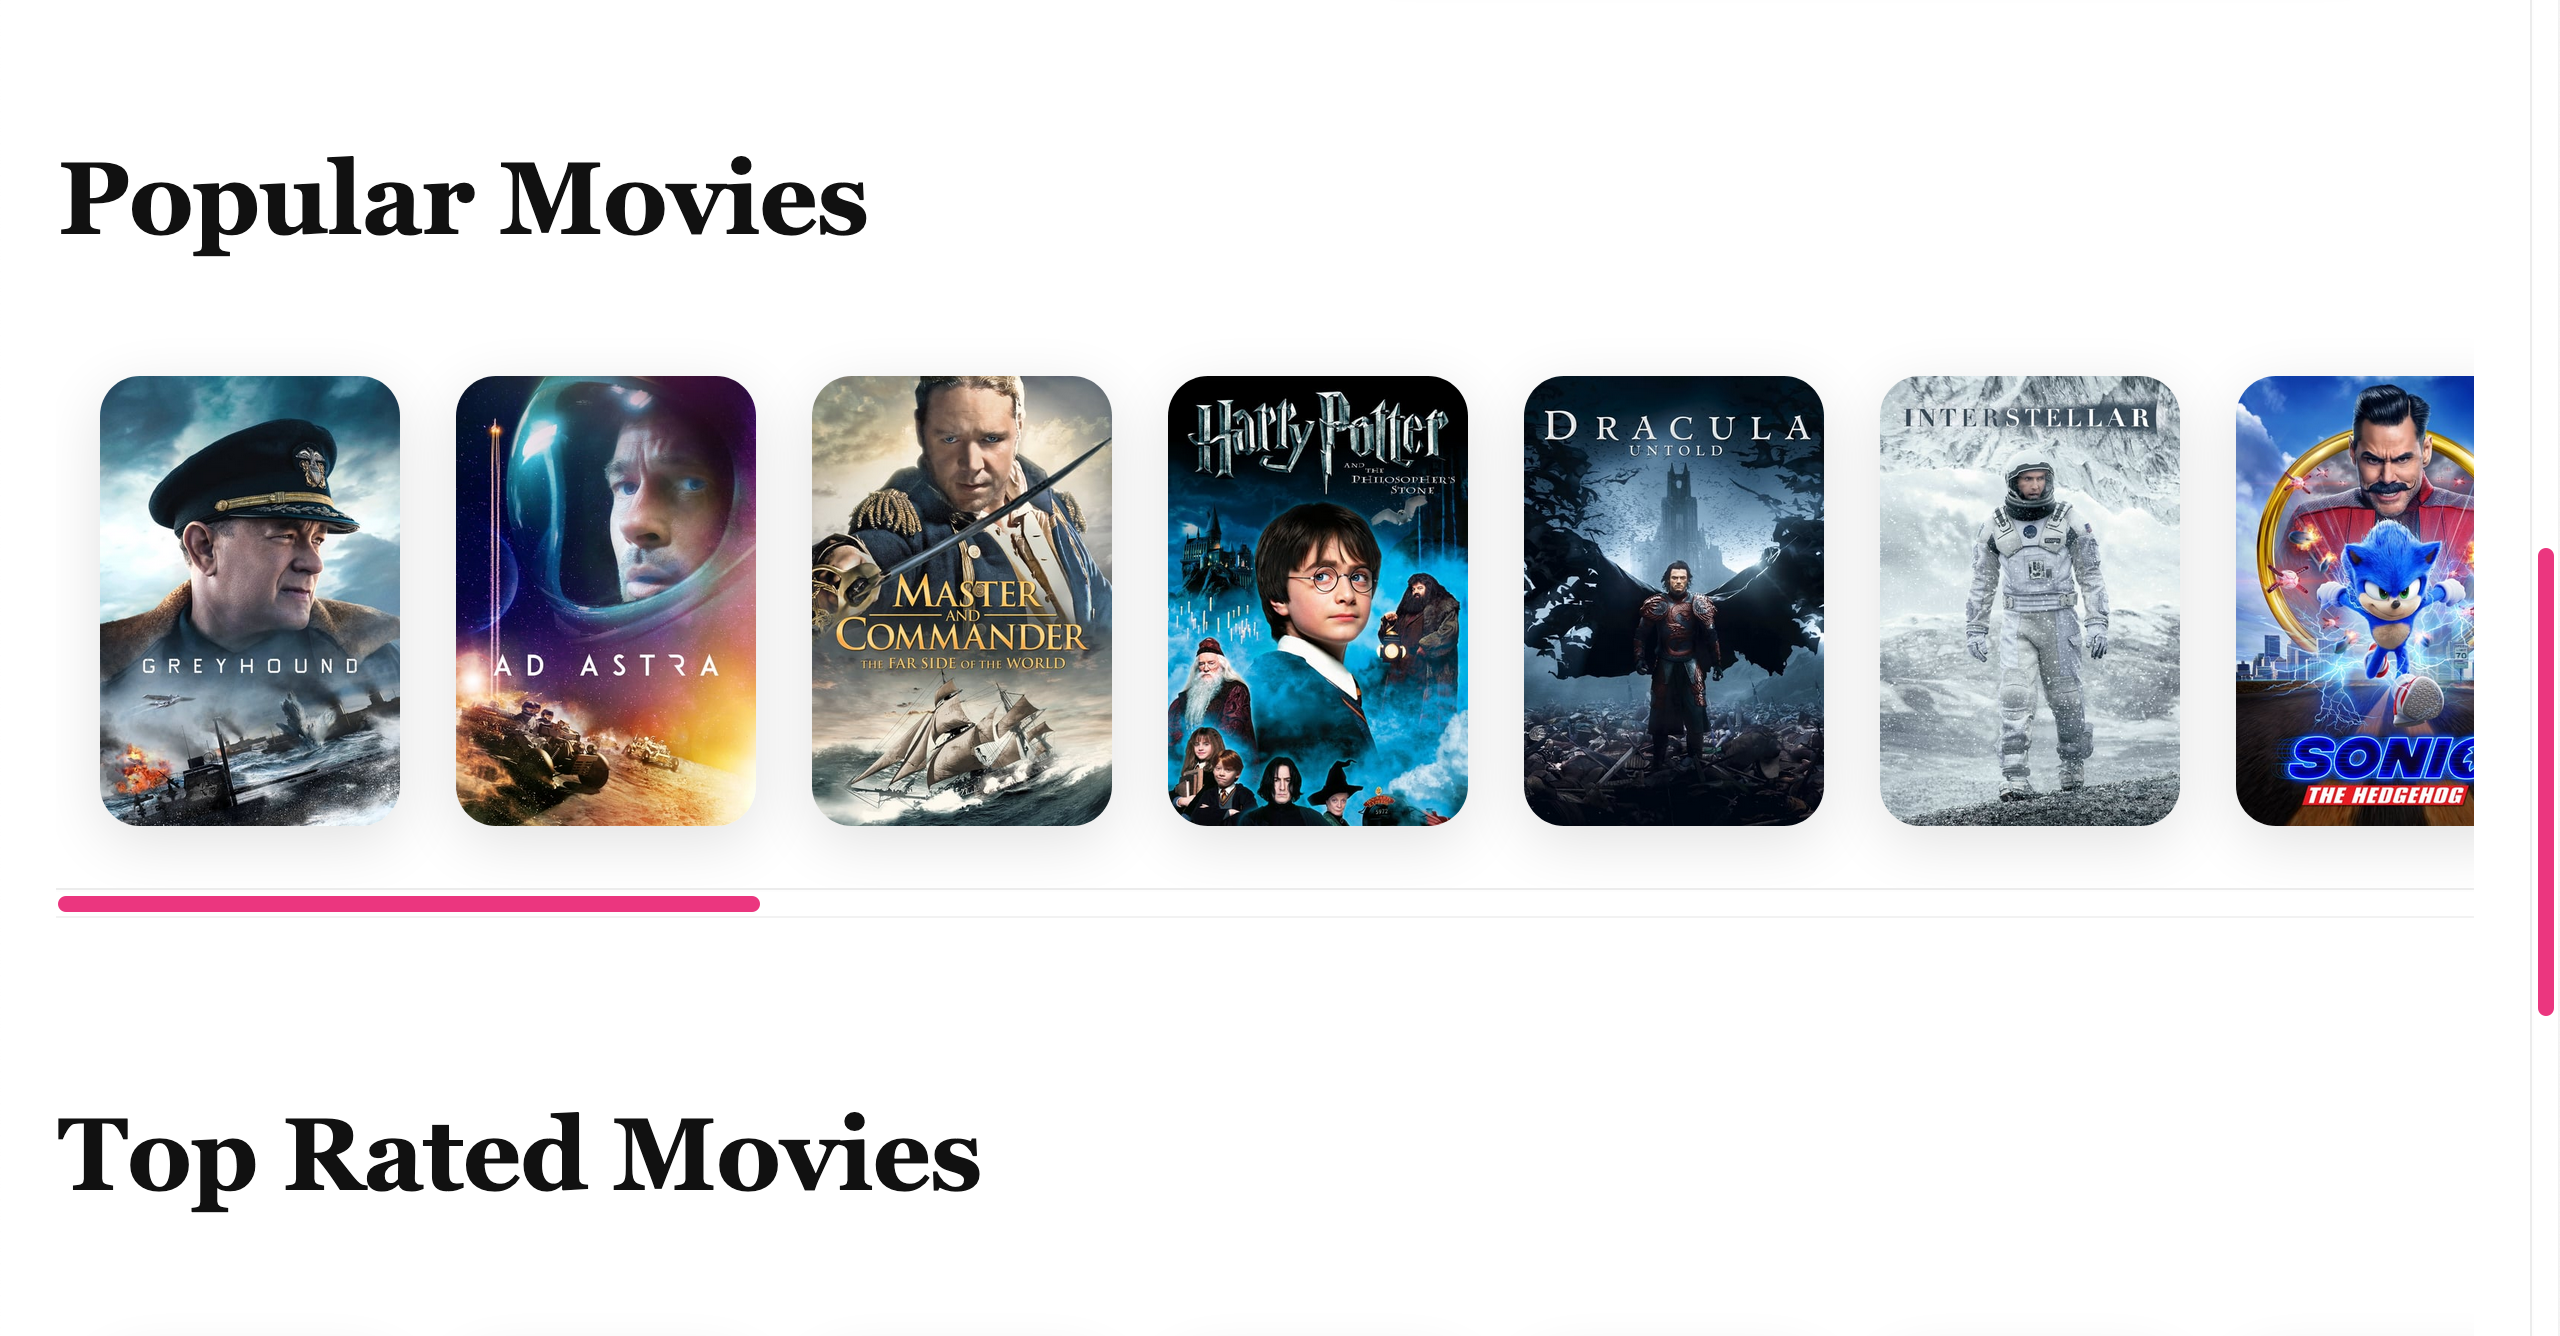 Popular Movies
GREYHOUND
AD ASTRA
MASTER
AND
COMMANDER
THE FAR SIDE OF THE WORLD
Harry Potter
AND THE
PHILOSOPHER'S
STONE
DRACULA
UNTOLD
INTERSTELLAR
SONIC
THE HEDGEHOG
Top Rated Movies